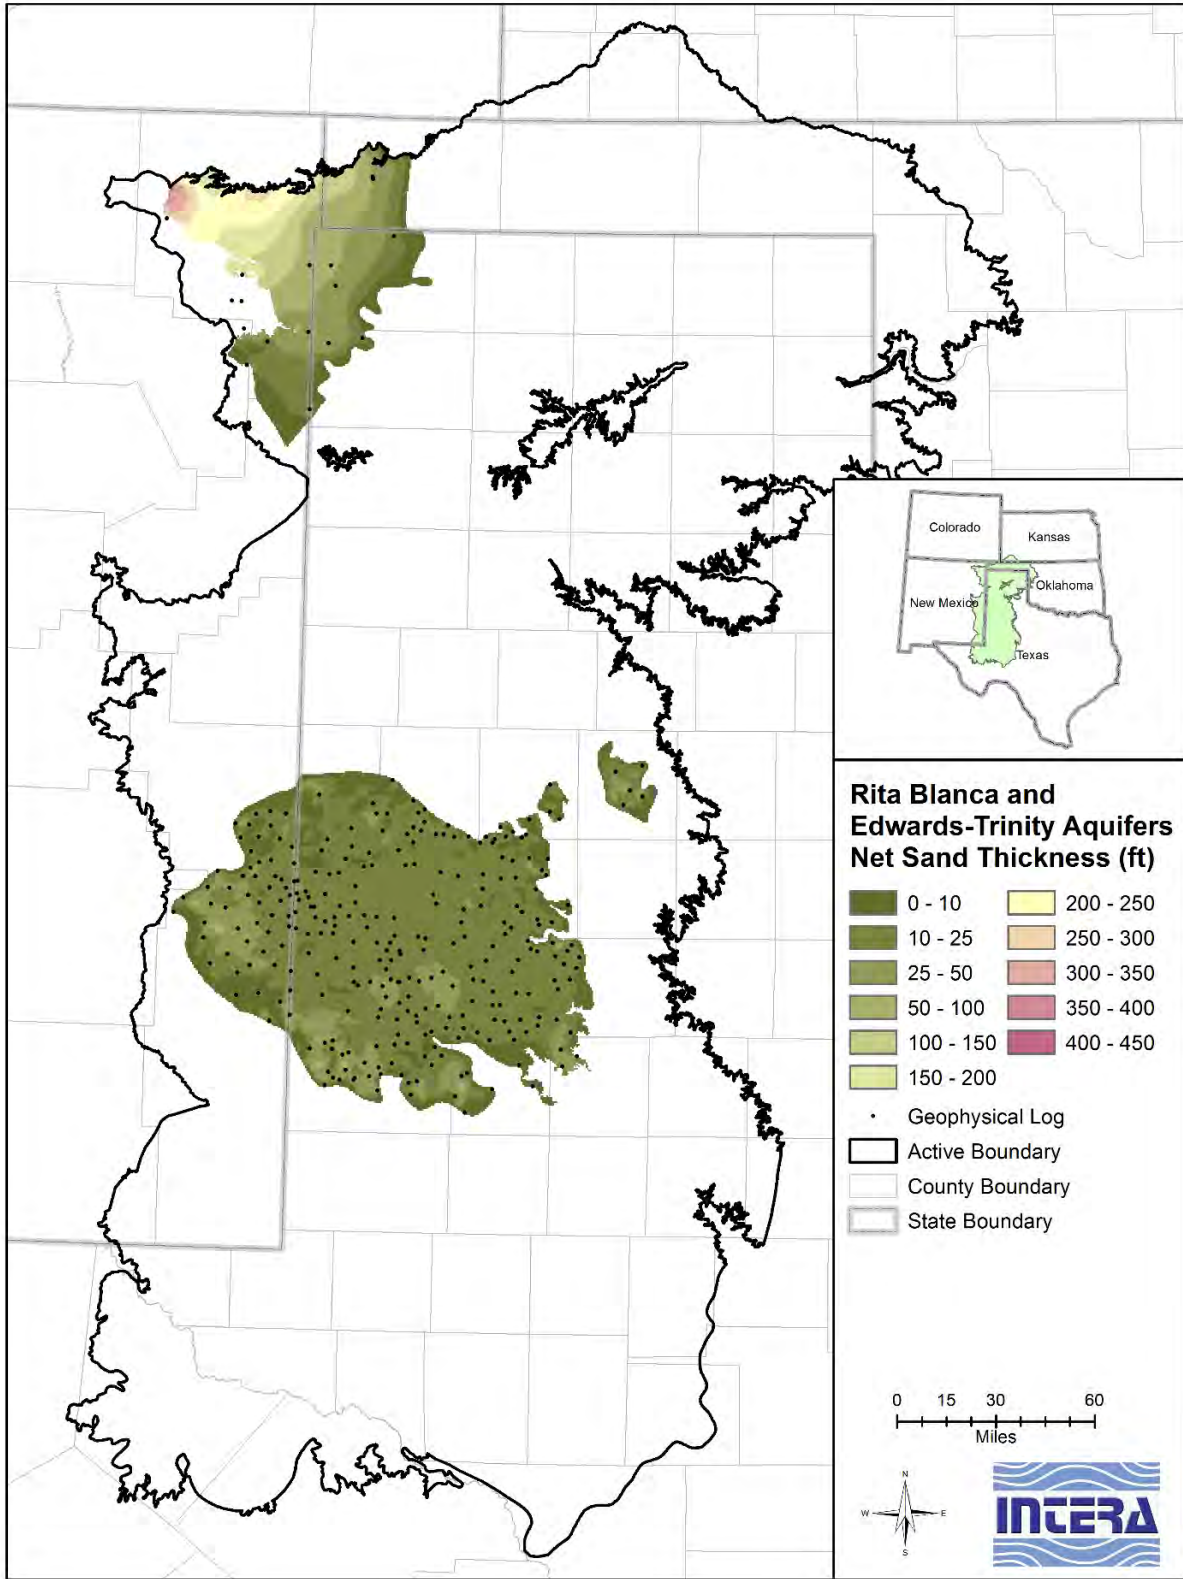 Colorado
Kansas
New Mexico
Oklahoma
Texas
Rita Blanca and
Edwards-Trinity Aquifers
Net Sand Thickness (ft)
0 - 10
10 - 25
25 - 50
50 - 100
100 - 150
150 - 200
200 - 250
250 - 300
300 - 350
350 - 400
400 - 450
Geophysical Log
Active Boundary
County Boundary
State Boundary
0 15 30 60
Miles
N
W E
S
INTERA